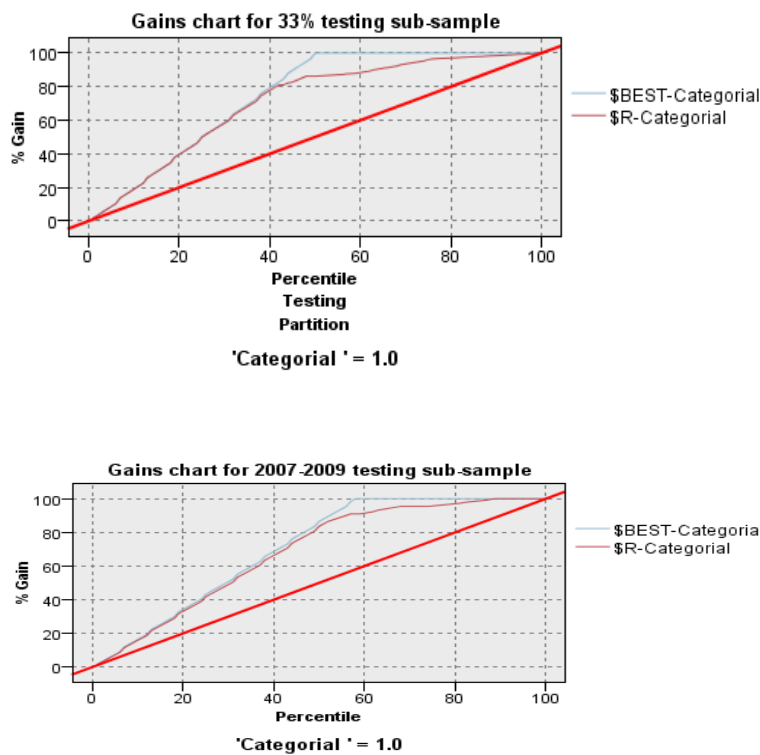 Gains chart for 33% testing sub-sample
100
80
60
40
20
0
% Gain
0 20 40 60 80 100
Percentile
Testing
Partition
'Categorial ' = 1.0
$BEST-Categorial
$R-Categorial
Gains chart for 2007-2009 testing sub-sample
100
80
60
40
20
0
% Gain
0 20 40 60 80 100
Percentile
'Categorial ' = 1.0
$BEST-Categoria
$R-Categorial